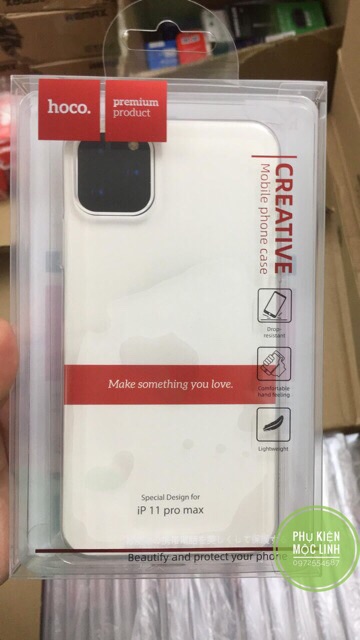 hoco.
premium
product
CREATIVE
Mobile phone case
Drop-
resistant
Comfortable
hand feeling
Lightweight
Make something you love.
Special Design for
iP 11 pro max
Beautify and protect your phone
PHỤ KIỆN
MỘC LINH
0972554587